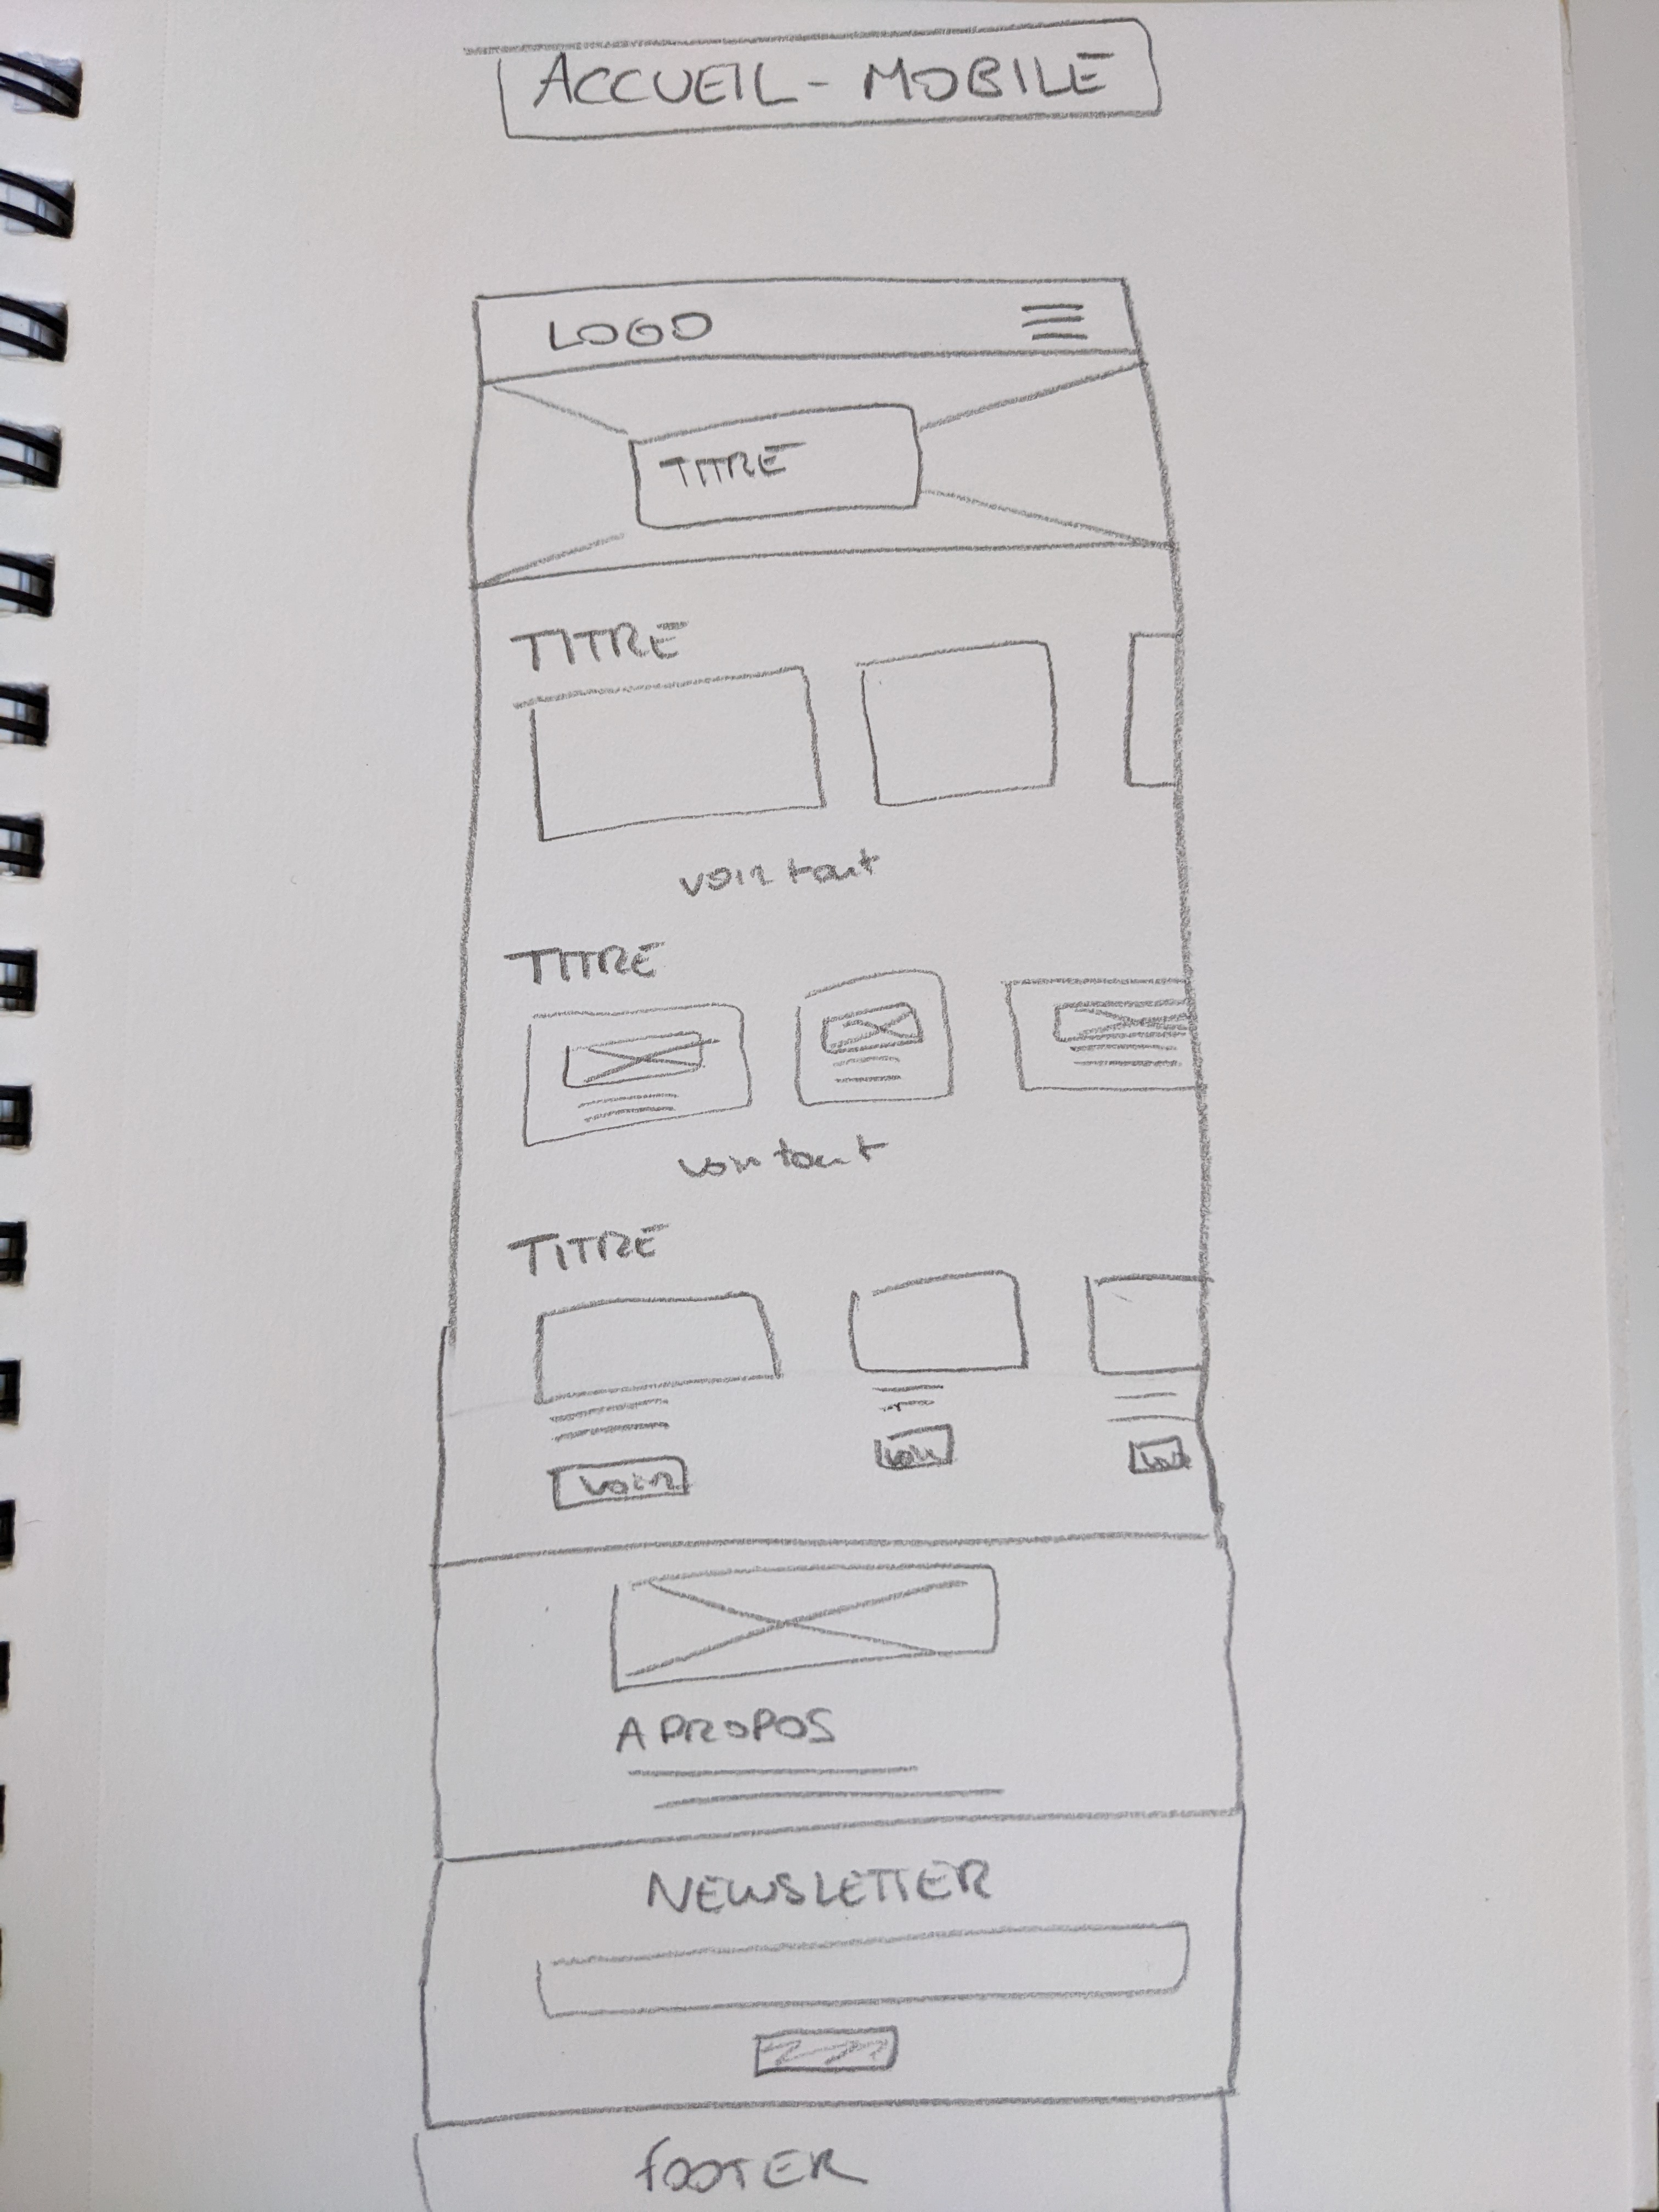 ACCUEIL - MOBILE
LOGO
TITRE
TITRE
voir tout
TITRE
voir tout
TITRE
voir voir voir
A PROPOS
NEWSLETTER
FOOTER